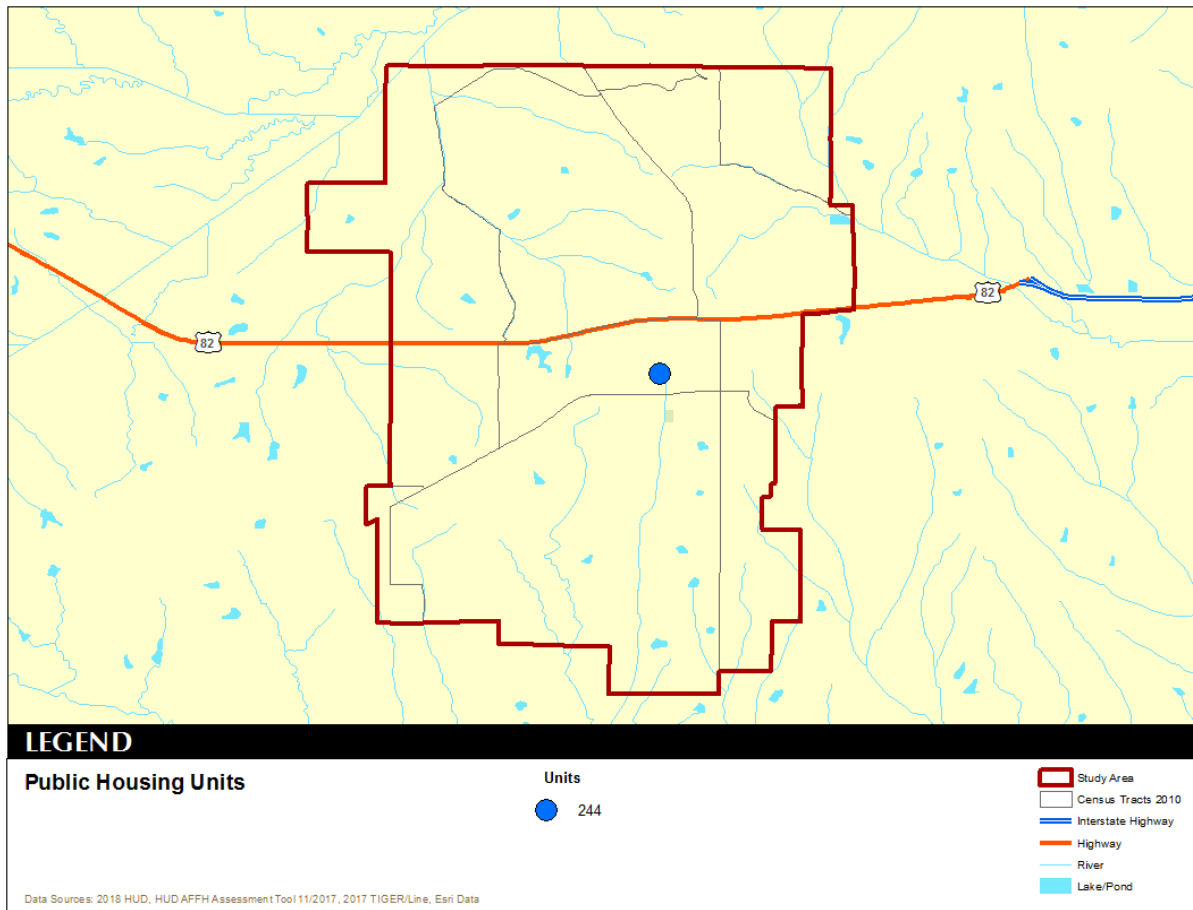 82
82
LEGEND
Public Housing Units
Units
244
Study Area
Census Tracts 2010
Interstate Highway
Highway
River
Lake/Pond
Data Sources: 2018 HUD, HUD AFFH Assessment Tool 11/2017, 2017 TIGER/Line, Esri Data